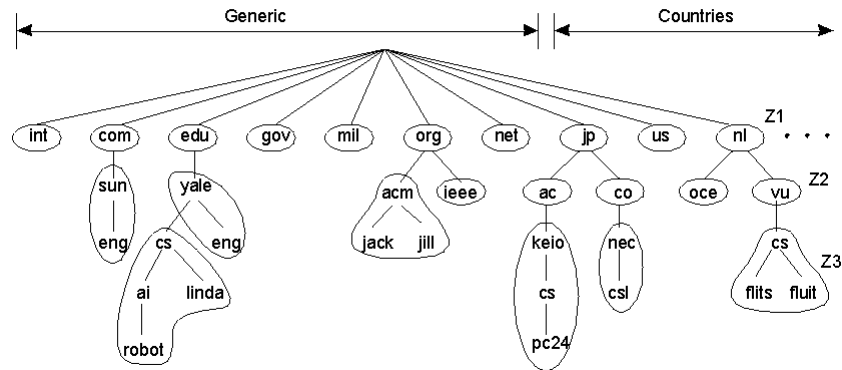 Generic Countries
Z1
int com edu gov mil org net jp us nl . . .
sun yale acm ieee ac co oce vu Z2
eng cs eng jack jill keio nec cs Z3
ai linda cs csl flits fluit
robot pc24